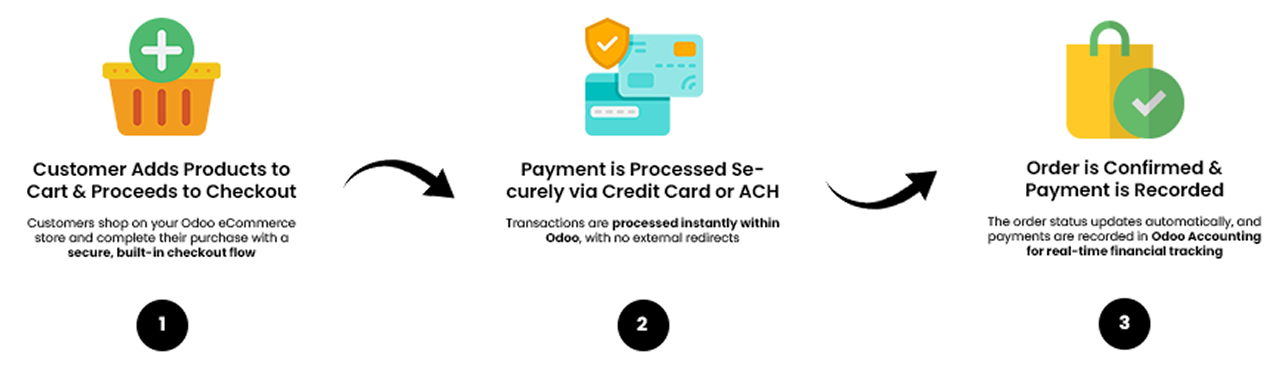 Customer Adds Products to
Cart & Proceeds to Checkout
Customers shop on your Odoo eCommerce
store and complete their purchase with a
secure, built-in checkout flow
1
Payment is Processed Se-
curely via Credit Card or ACH
Transactions are processed instantly within
Odoo, with no external redirects
2
Order is Confirmed &
Payment is Recorded
The order status updates automatically, and
payments are recorded in Odoo Accounting
for real-time financial tracking
3